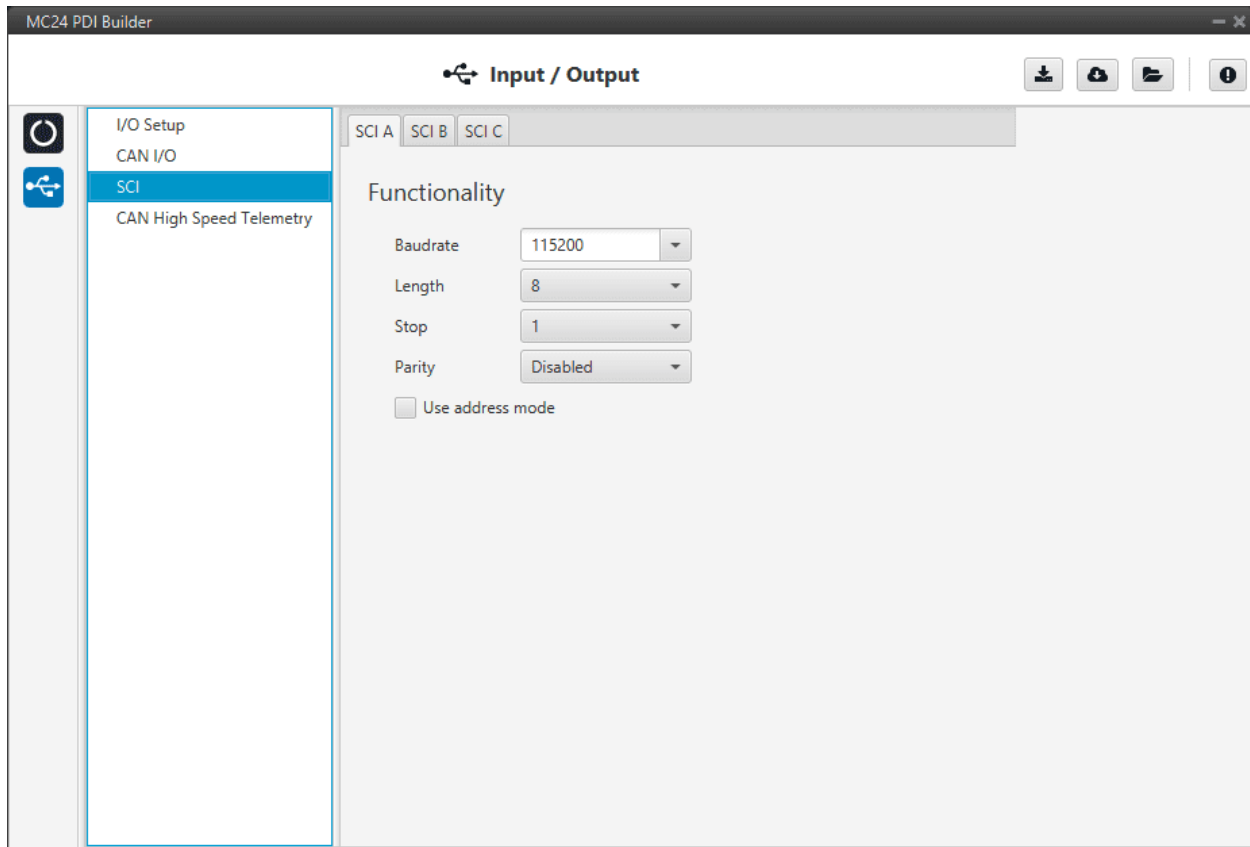 MC24 PDI Builder
Input / Output
I/O Setup
CAN I/O
SCI
CAN High Speed Telemetry
SCI A SCI B SCI C
Functionality
Baudrate 115200
Length 8
Stop 1
Parity Disabled
Use address mode